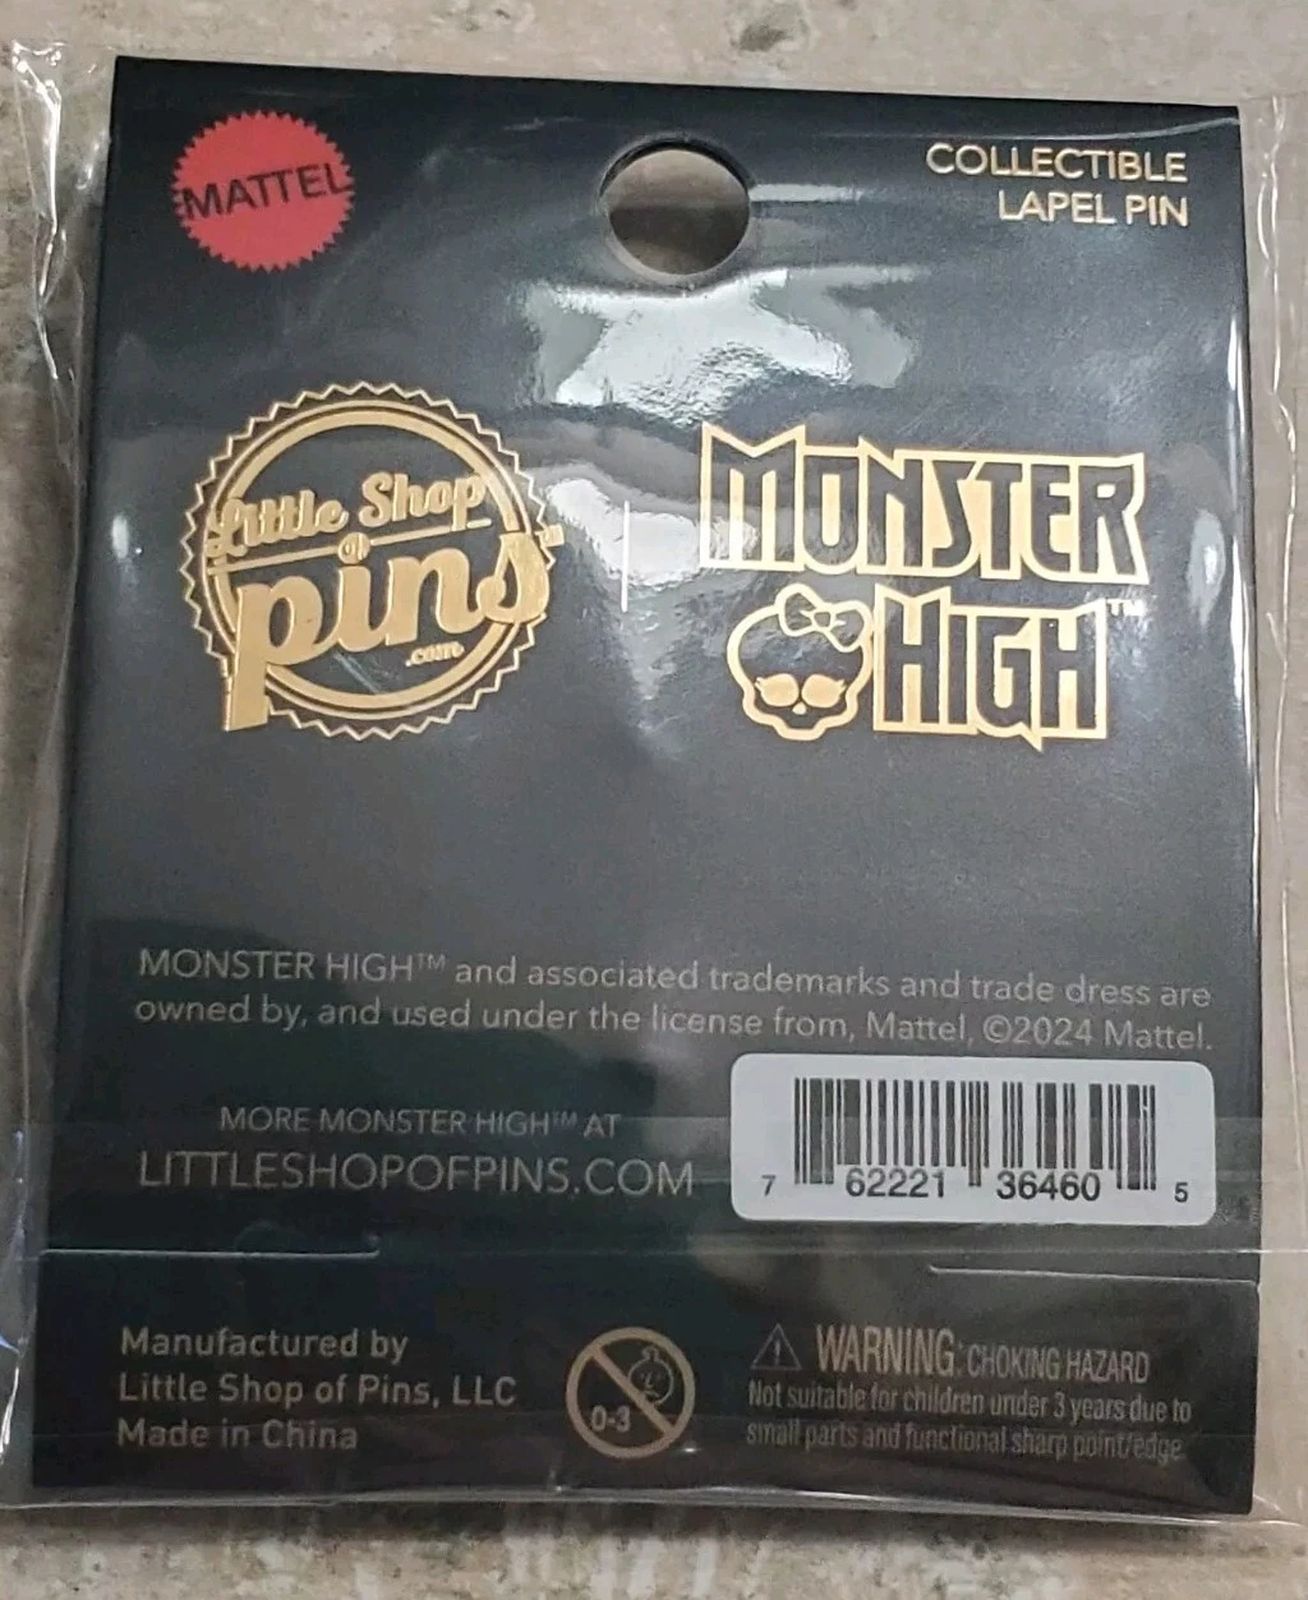 MATTEL
COLLECTIBLE
LAPEL PIN
Little Shop
of
pins™
.com
MONSTER
HIGH™
MONSTER HIGH™ and associated trademarks and trade dress are
owned by, and used under the license from, Mattel, ©2024 Mattel.
MORE MONSTER HIGH™ AT
LITTLESHOPOFPINS.COM
7 62221 36460 5
Manufactured by
Little Shop of Pins, LLC
Made in China
0-3
WARNING: CHOKING HAZARD
Not suitable for children under 3 years due to
small parts and functional sharp point/edge.